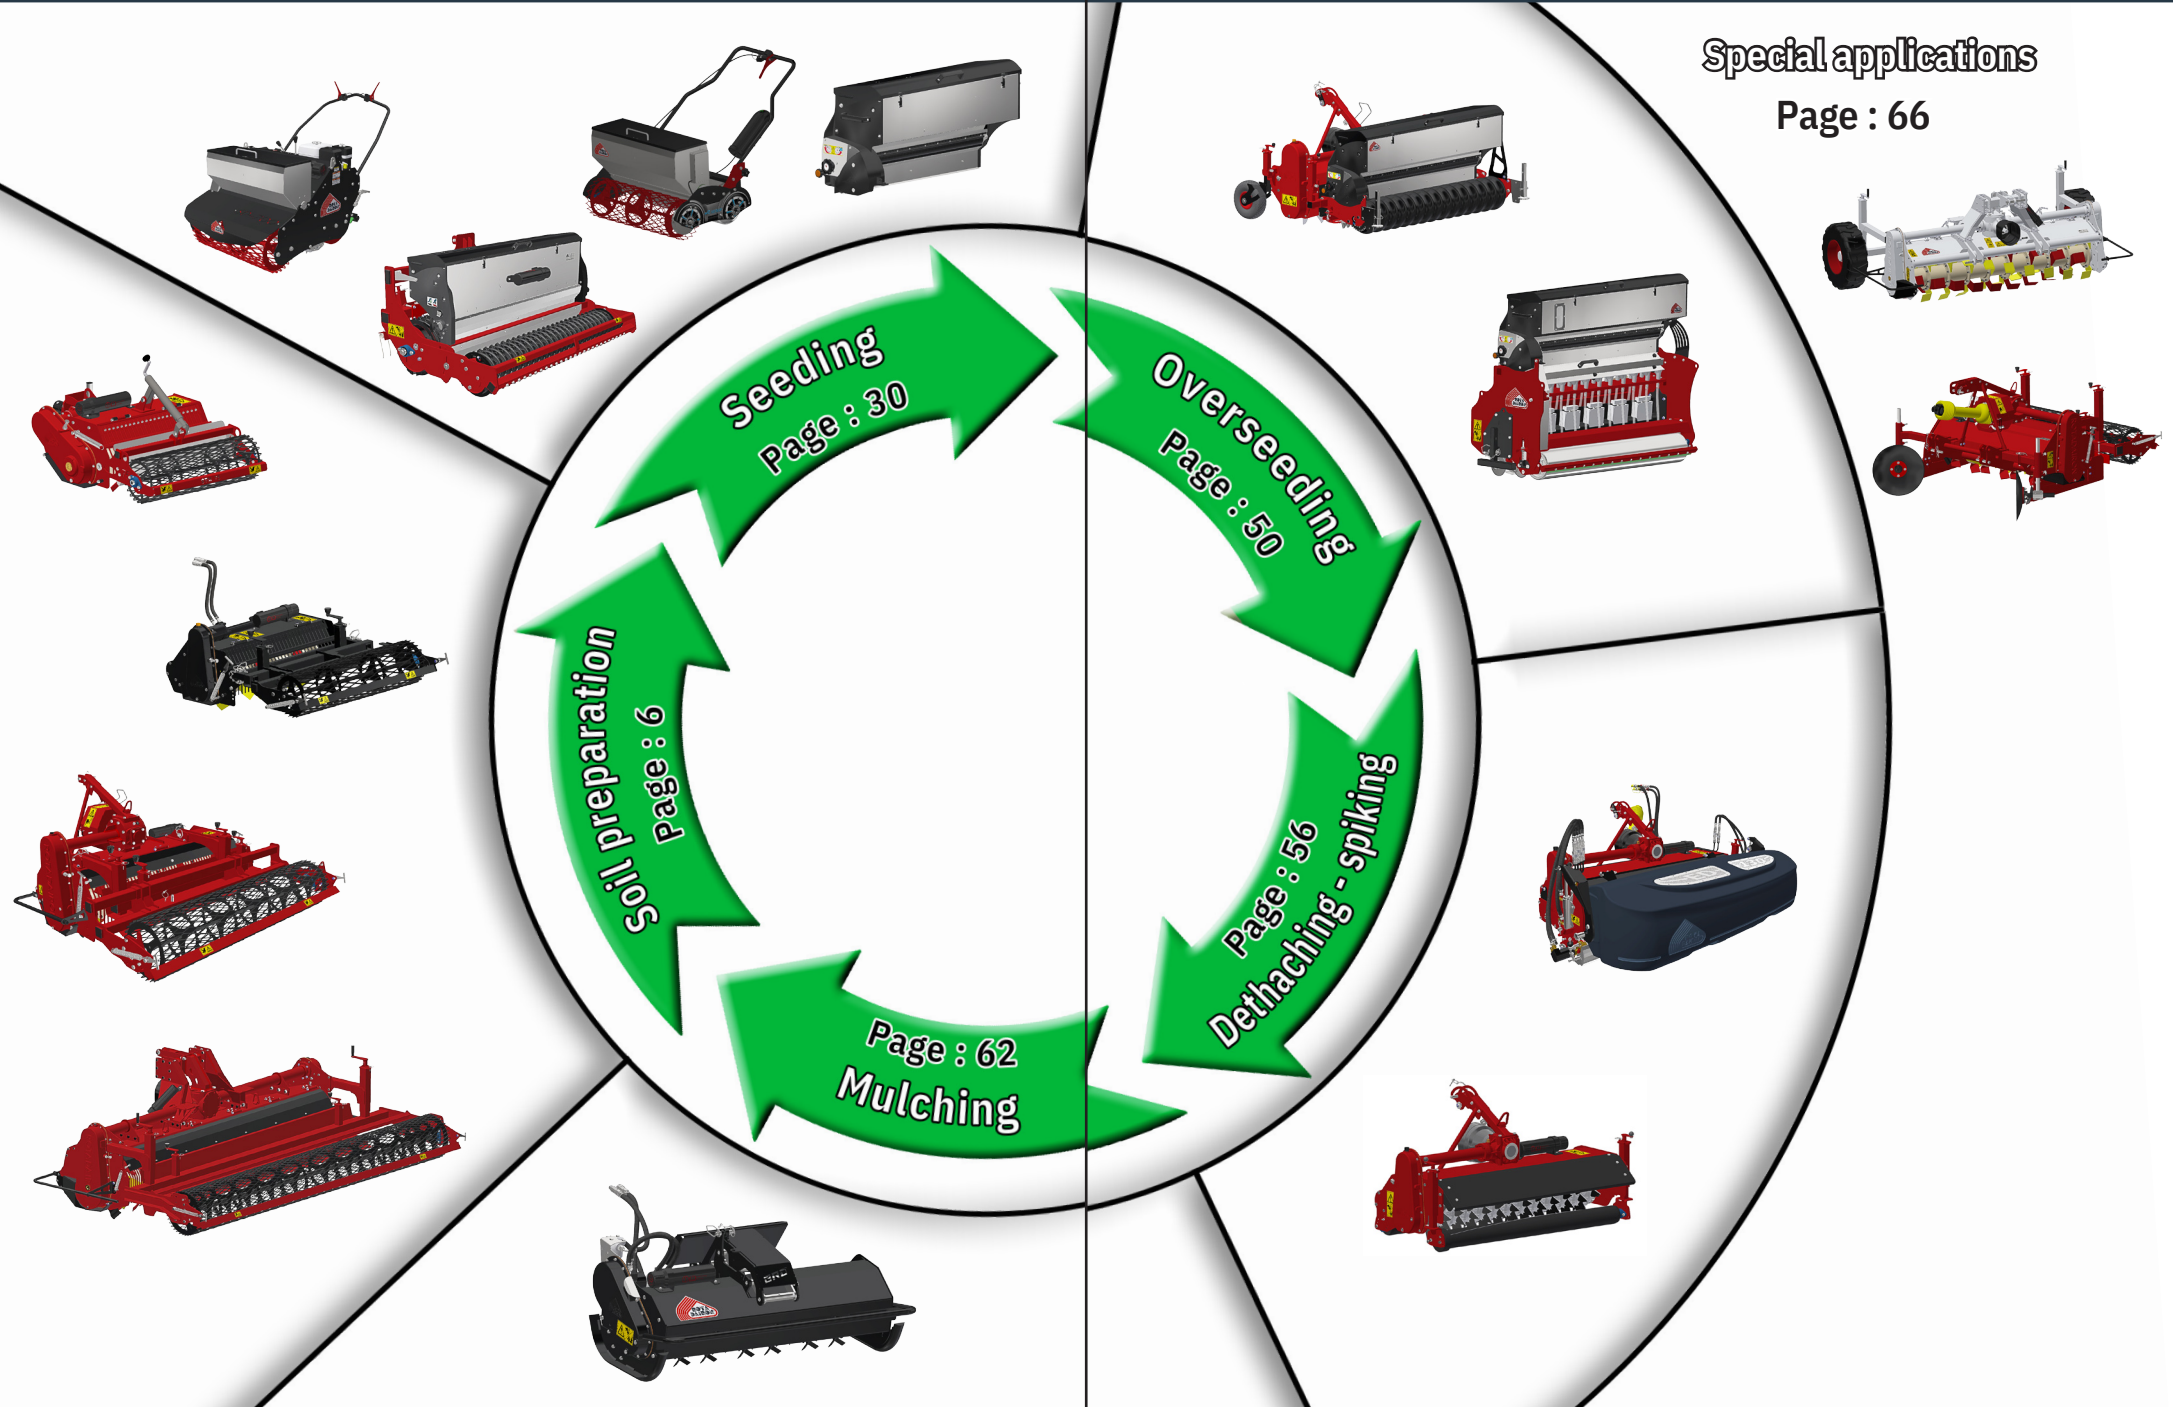 Special applications
Page : 66
Seeding
Page : 30
Overseeding
Page : 50
Dethaching - spiking
Page : 56
Page : 62
Mulching
Soil preparation
Page : 6